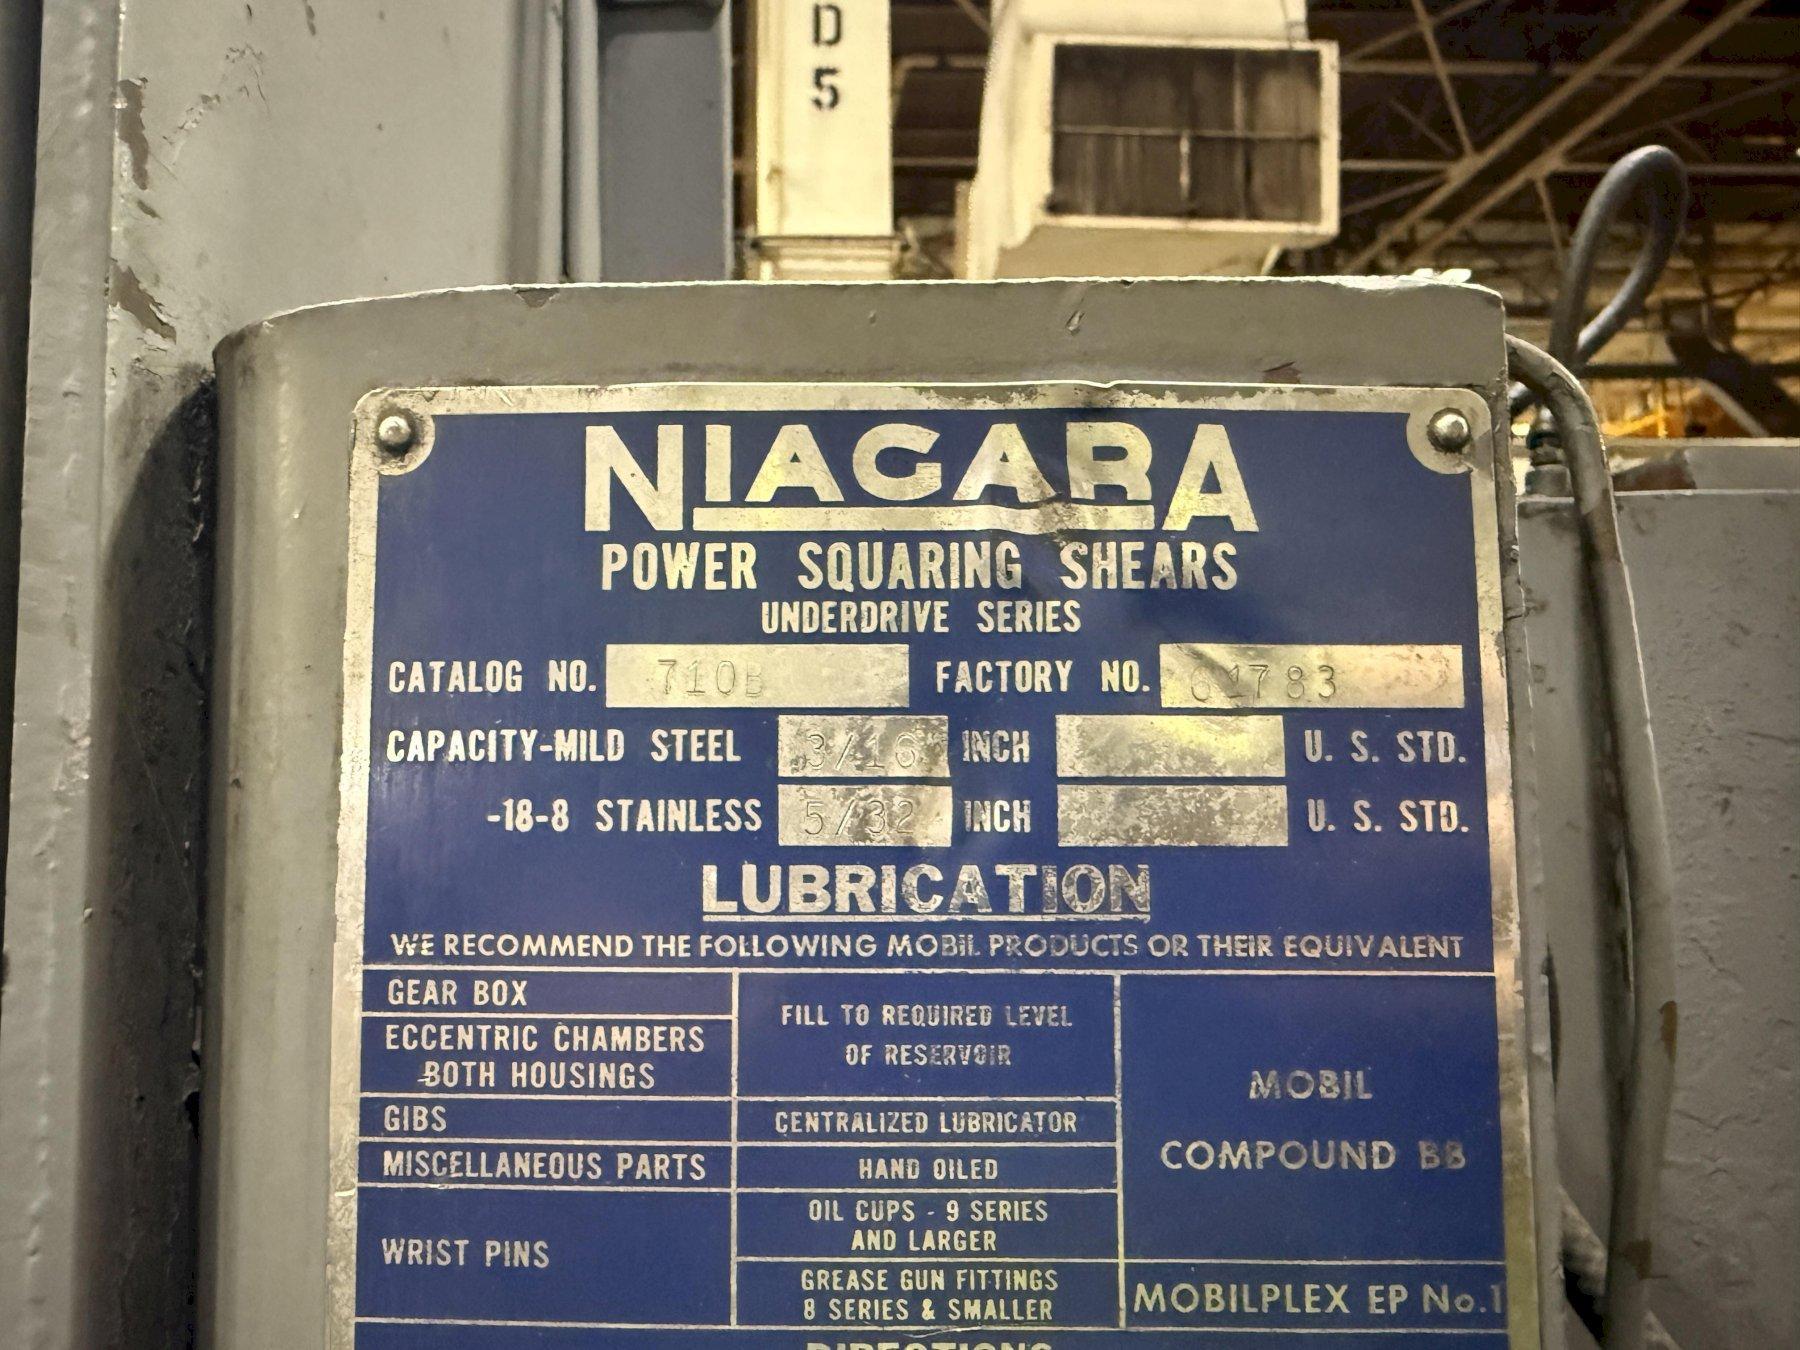 D
5
NIAGARA
POWER SQUARING SHEARS
UNDERDRIVE SERIES
CATALOG NO. 710B FACTORY NO. 61783
CAPACITY-MILD STEEL 3/16 INCH U. S. STD.
-18-8 STAINLESS 5/32 INCH U. S. STD.
LUBRICATION
WE RECOMMEND THE FOLLOWING MOBIL PRODUCTS OR THEIR EQUIVALENT
GEAR BOX
ECCENTRIC CHAMBERS
BOTH HOUSINGS
FILL TO REQUIRED LEVEL
OF RESERVOIR
GIBS
CENTRALIZED LUBRICATOR
MISCELLANEOUS PARTS
HAND OILED
MOBIL
COMPOUND BB
WRIST PINS
OIL CUPS - 9 SERIES
AND LARGER
GREASE GUN FITTINGS
8 SERIES & SMALLER
MOBILPLEX EP No.1
DIRECTIONS